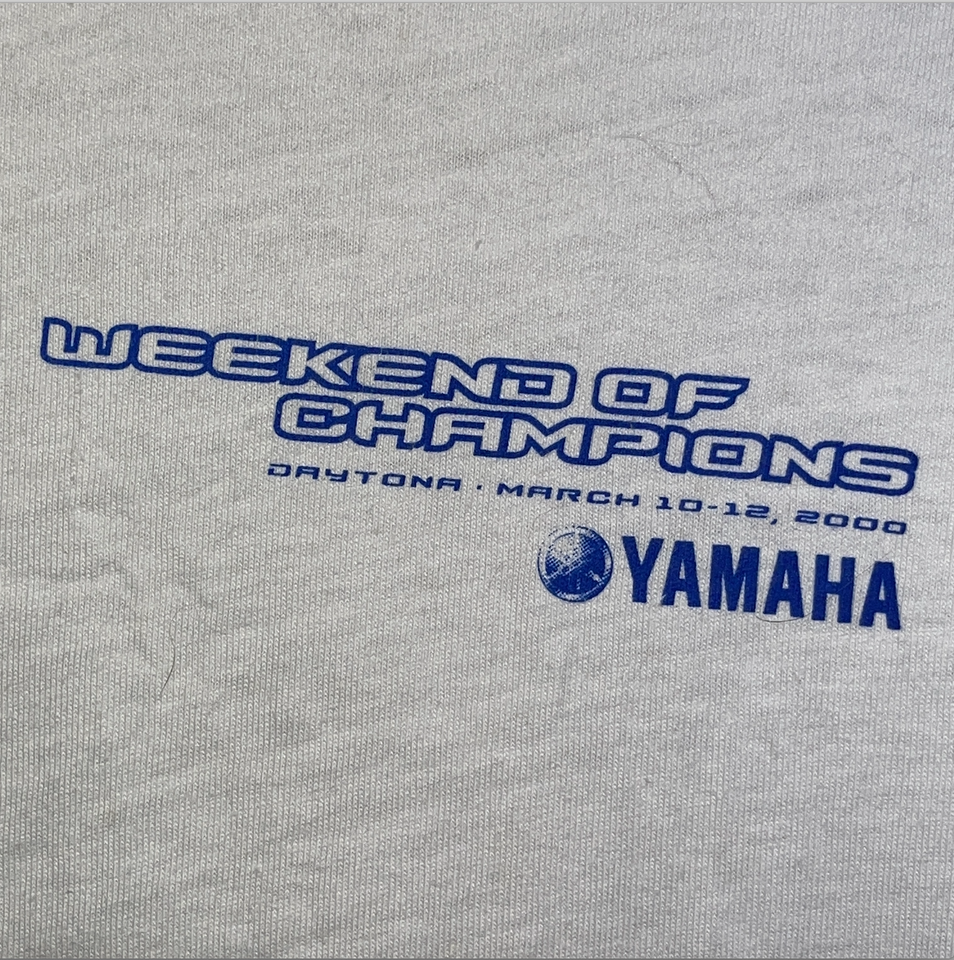 WEEKEND OF
CHAMPIONS
DAYTONA · MARCH 10-12, 2000
YAMAHA